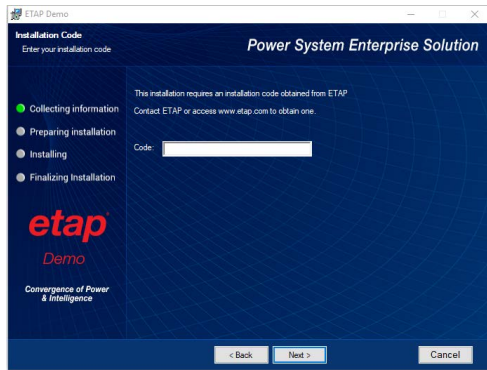 ETAP Demo
Installation Code
Enter your installation code
Power System Enterprise Solution
This installation requires an installation code obtained from ETAP
Contact ETAP or access www.etap.com to obtain one.
Collecting information
Preparing installation
Code:
Installing
Finalizing Installation
etap
Demo
Convergence of Power
& Intelligence
< Back
Next >
Cancel